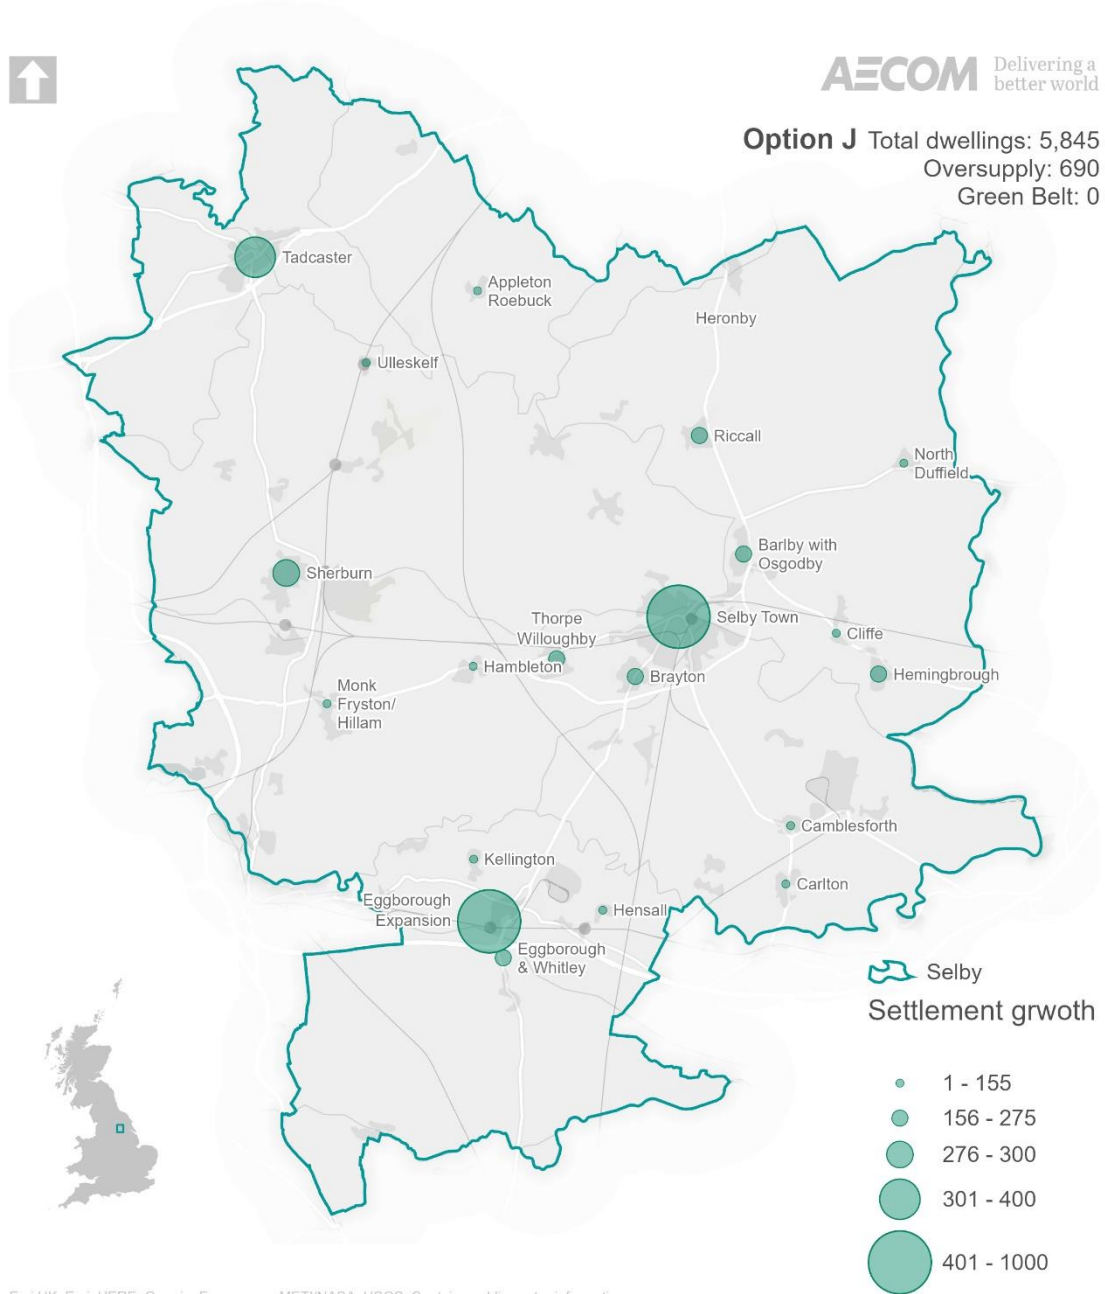 AECOM
Delivering a
better world
Option J Total dwellings: 5,845
Oversupply: 690
Green Belt: 0
Tadcaster
Appleton
Roebuck
Heronby
Ulleskelf
Riccall
North
Duffield
Barlby with
Osgodby
Sherburn
Selby Town
Thorpe
Willoughby
Cliffe
Hambleton
Brayton
Hemingbrough
Monk
Fryston/
Hillam
Camblesforth
Kellington
Carlton
Eggborough
Expansion
Hensall
Eggborough
& Whitley
Selby
Settlement grwoth
1 - 155
156 - 275
276 - 300
301 - 400
401 - 1000